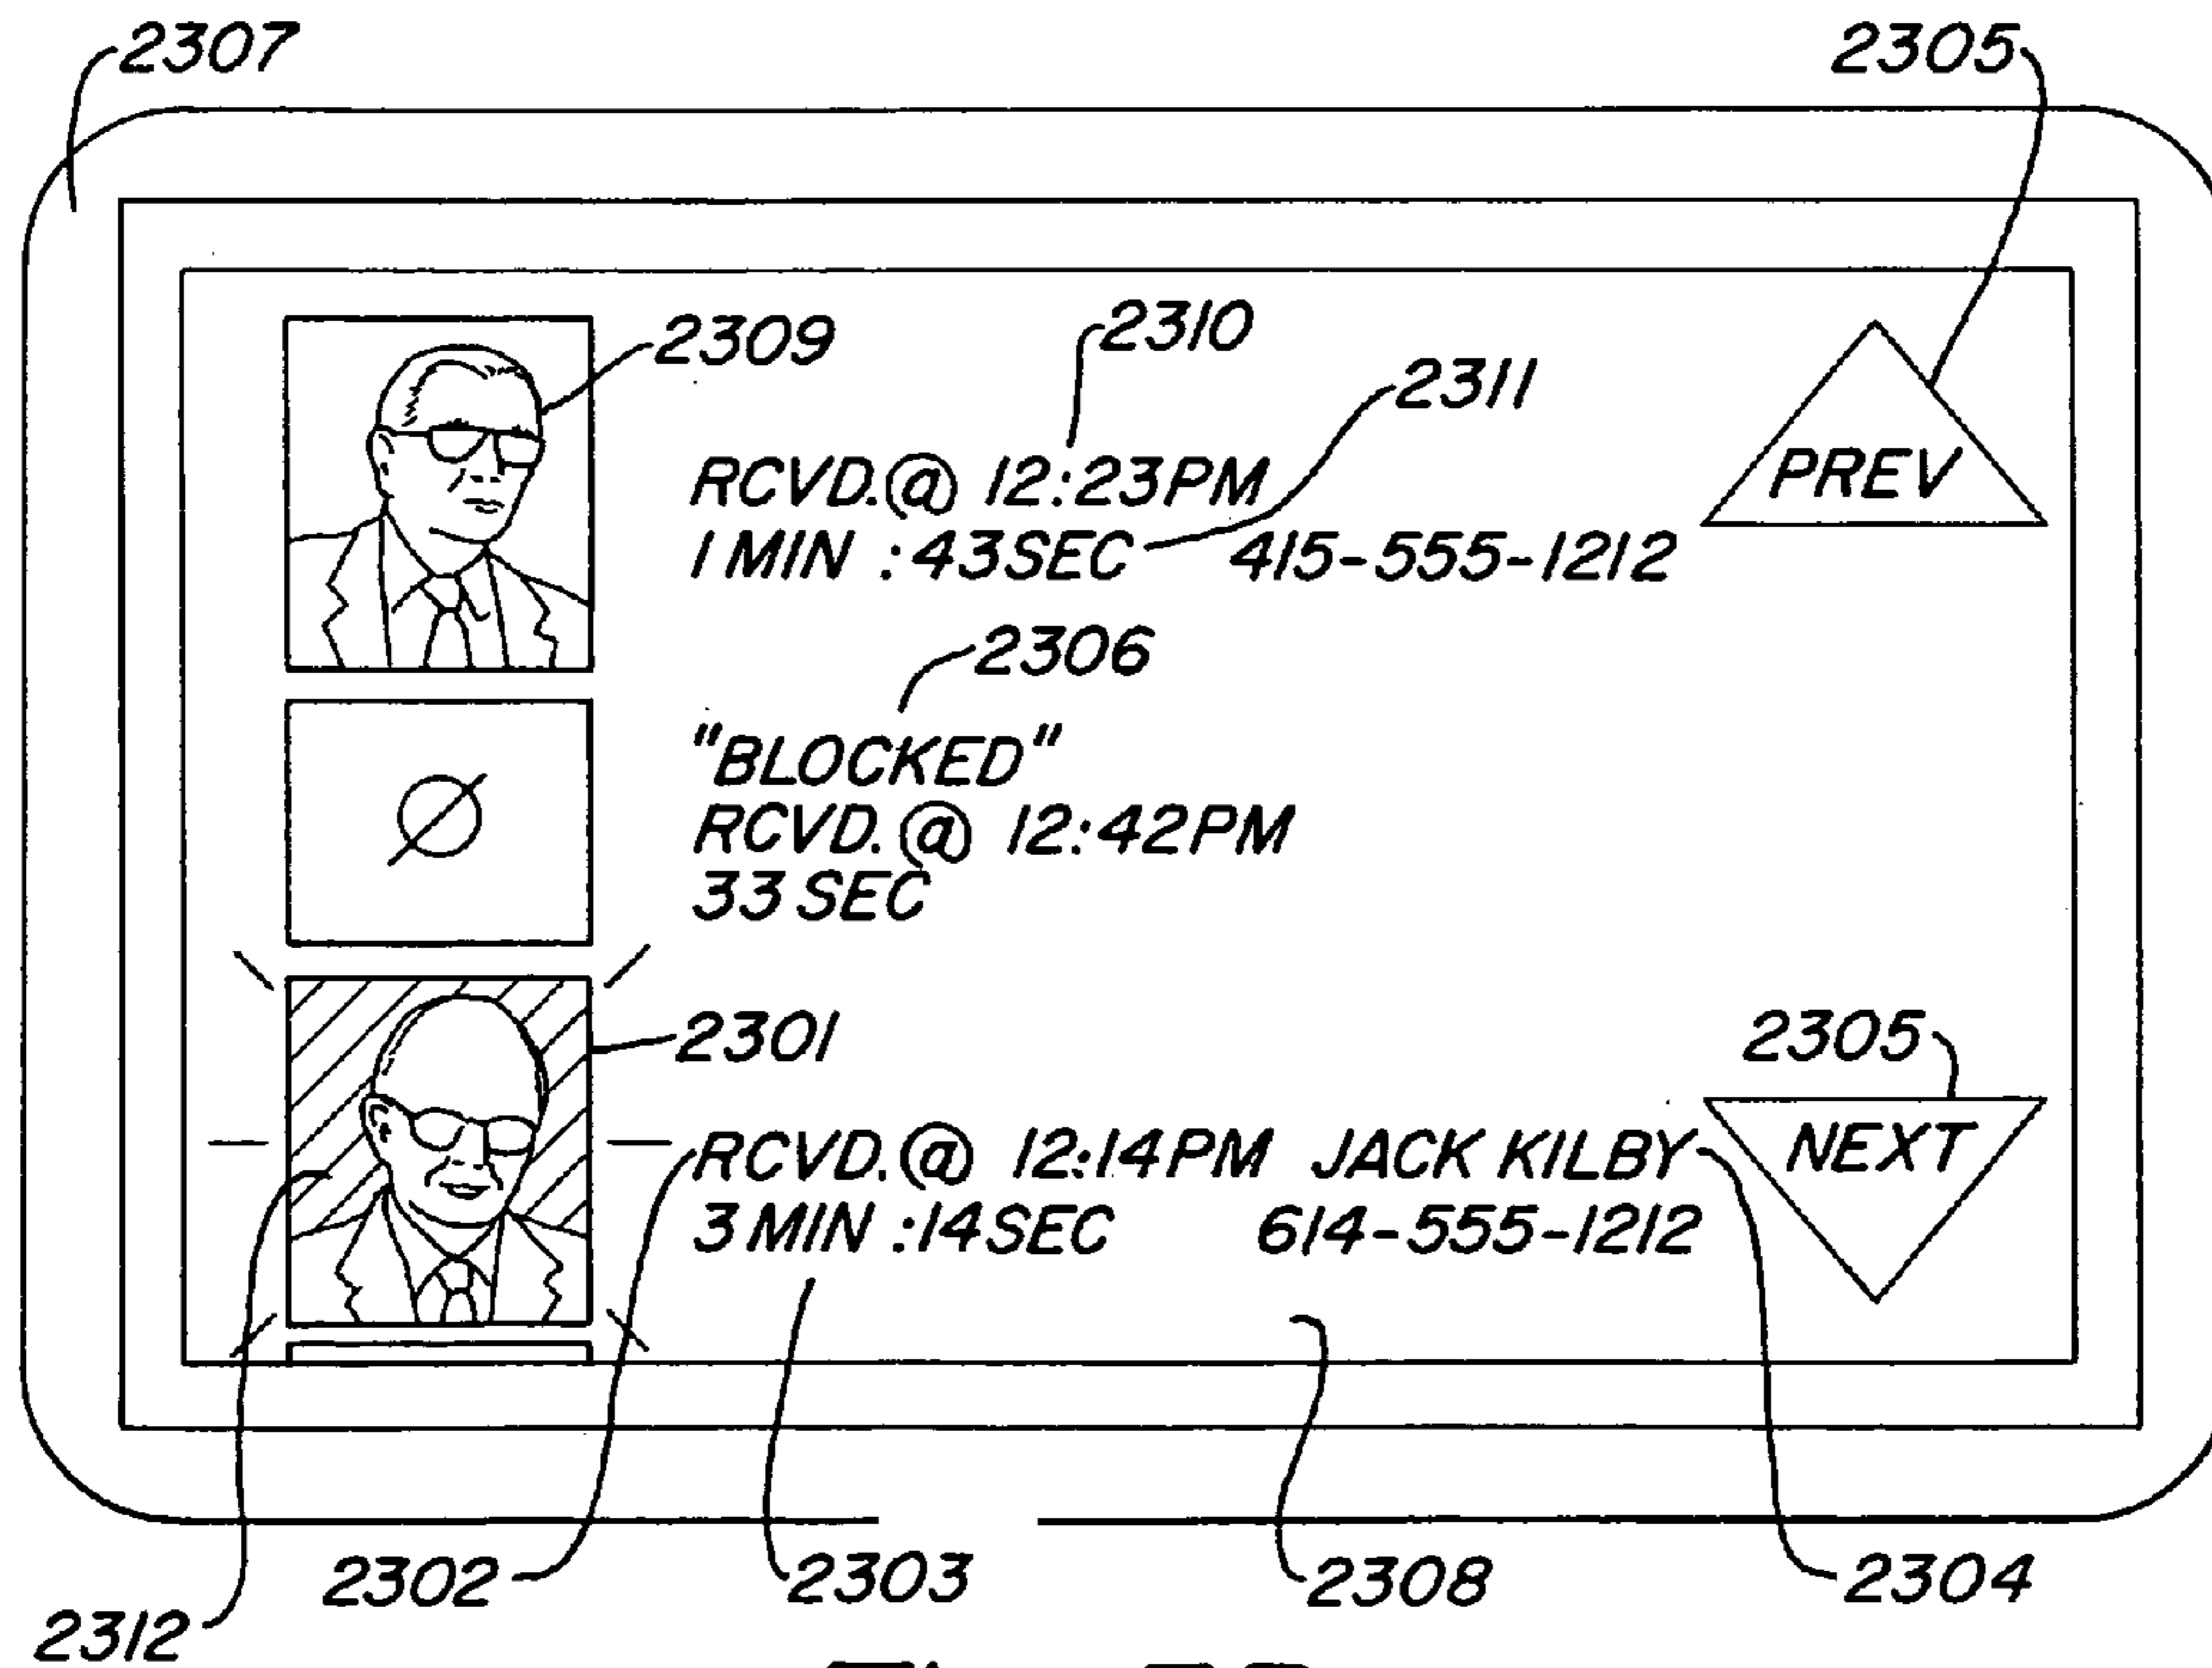 2307
2305
2309
2310
2311
RCVD.@ 12:23PM
1 MIN :43SEC 415-555-1212
PREV
2306
"BLOCKED"
RCVD.@ 12:42PM
33 SEC
2301
2305
RCVD.@ 12:14PM JACK KILBY
3 MIN :14SEC 614-555-1212
NEXT
2302
2303
2308
2304
2312